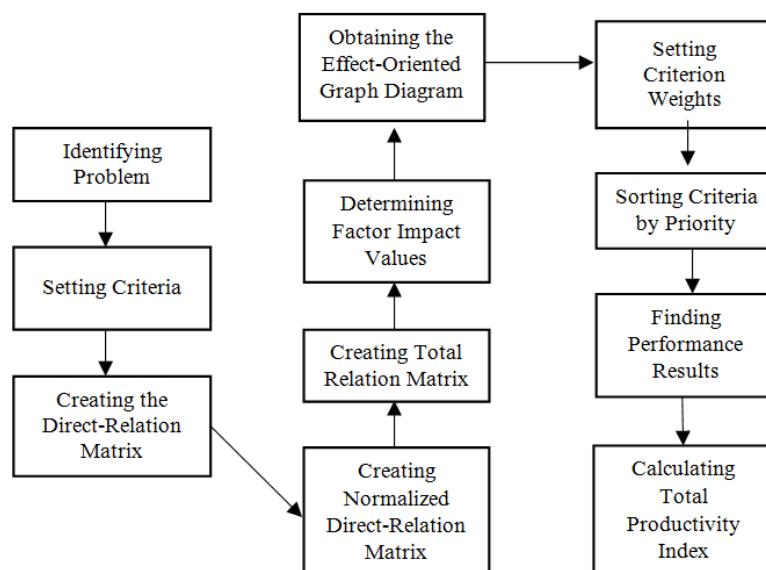 Identifying
Problem
Setting Criteria
Creating the
Direct-Relation
Matrix
Creating
Normalized
Direct-Relation
Matrix
Creating Total
Relation Matrix
Determining
Factor Impact
Values
Obtaining the
Effect-Oriented
Graph Diagram
Setting
Criterion
Weights
Sorting Criteria
by Priority
Finding
Performance
Results
Calculating
Total
Productivity
Index